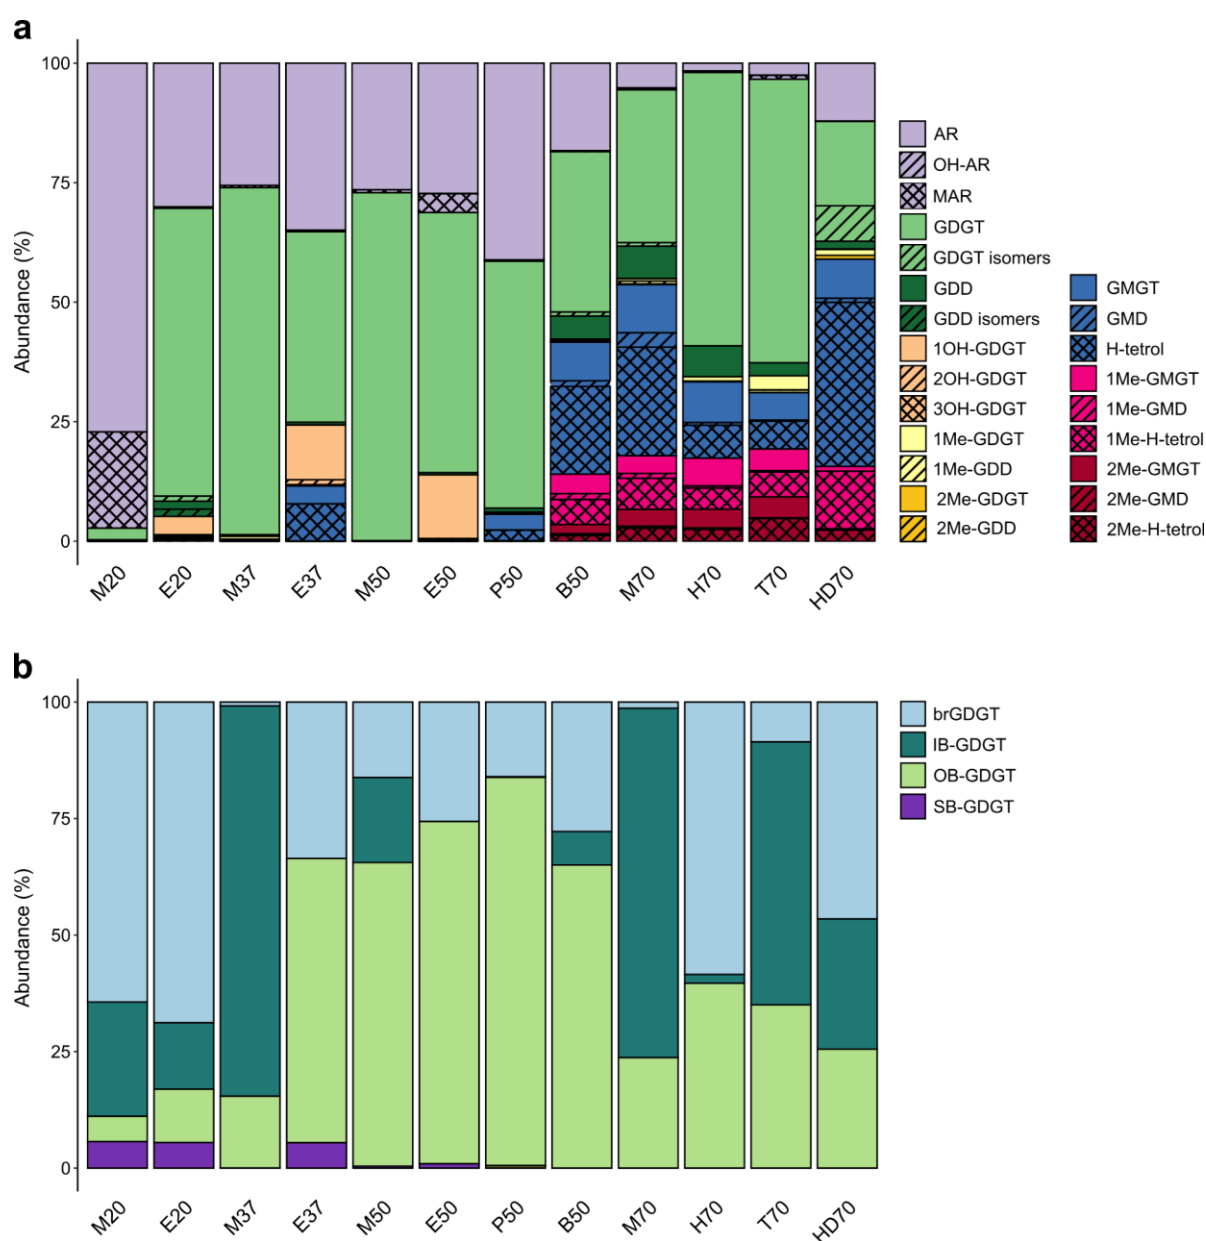 a
Abundance (%)
100
75
50
25
0
M20 E20 M37 E37 M50 E50 P50 B50 M70 H70 T70 HD70
AR
OH-AR
MAR
GDGT
GDGT isomers
GDD
GDD isomers
1OH-GDGT
2OH-GDGT
3OH-GDGT
1Me-GDGT
1Me-GDD
2Me-GDGT
2Me-GDD
GMGT
GMD
H-tetrol
1Me-GMGT
1Me-GMD
1Me-H-tetrol
2Me-GMGT
2Me-GMD
2Me-H-tetrol
b
Abundance (%)
100
75
50
25
0
M20 E20 M37 E37 M50 E50 P50 B50 M70 H70 T70 HD70
brGDGT
IB-GDGT
OB-GDGT
SB-GDGT